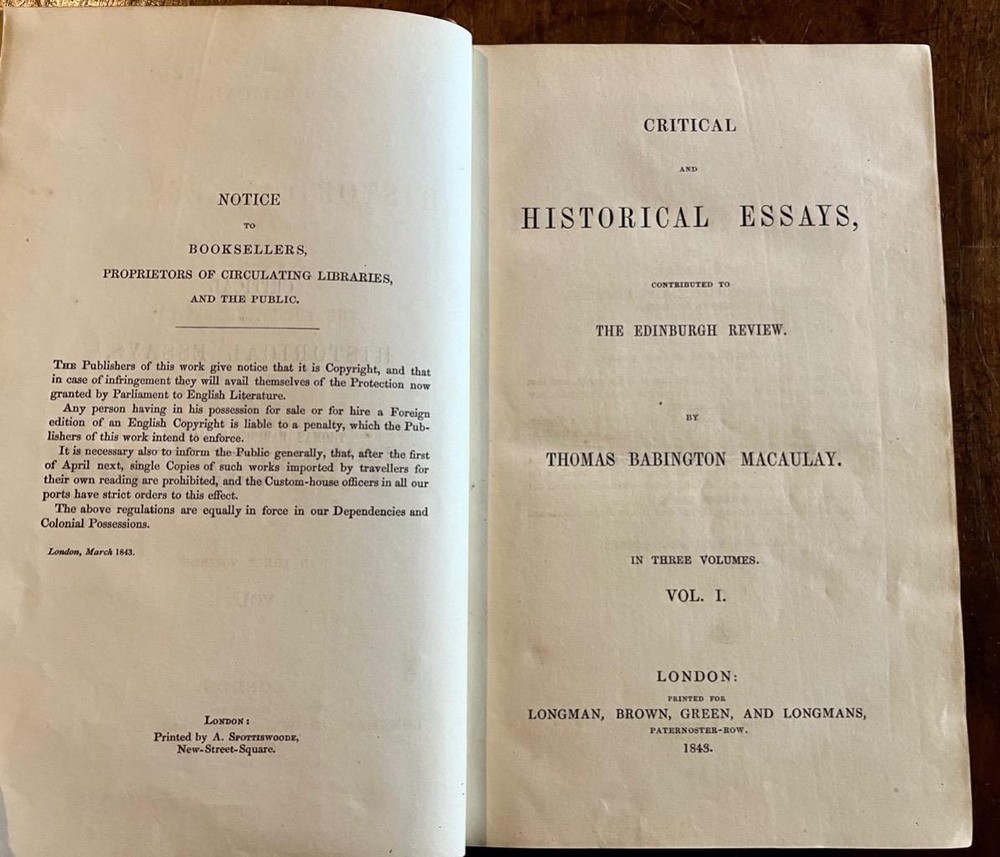 NOTICE
TO
BOOKSELLERS,
PROPRIETORS OF CIRCULATING LIBRARIES,
AND THE PUBLIC.
THE Publishers of this work give notice that it is Copyright, and that
in case of infringement they will avail themselves of the Protection now
granted by Parliament to English Literature.
Any person having in his possession for sale or for hire a Foreign
edition of an English Copyright is liable to a penalty, which the Pub-
lishers of this work intend to enforce.
It is necessary also to inform the Public generally, that, after the first
of April next, single Copies of such works imported by travellers for
their own reading are prohibited, and the Custom-house officers in all our
ports have strict orders to this effect.
The above regulations are equally in force in our Dependencies and
Colonial Possessions.
London, March 1843.
LONDON:
Printed by A. SPOTTISWOODE,
New-Street-Square.
CRITICAL
AND
HISTORICAL ESSAYS,
CONTRIBUTED TO
THE EDINBURGH REVIEW.
BY
THOMAS BABINGTON MACAULAY.
IN THREE VOLUMES.
VOL. I.
LONDON:
PRINTED FOR
LONGMAN, BROWN, GREEN, AND LONGMANS,
PATERNOSTER-ROW.
1843.